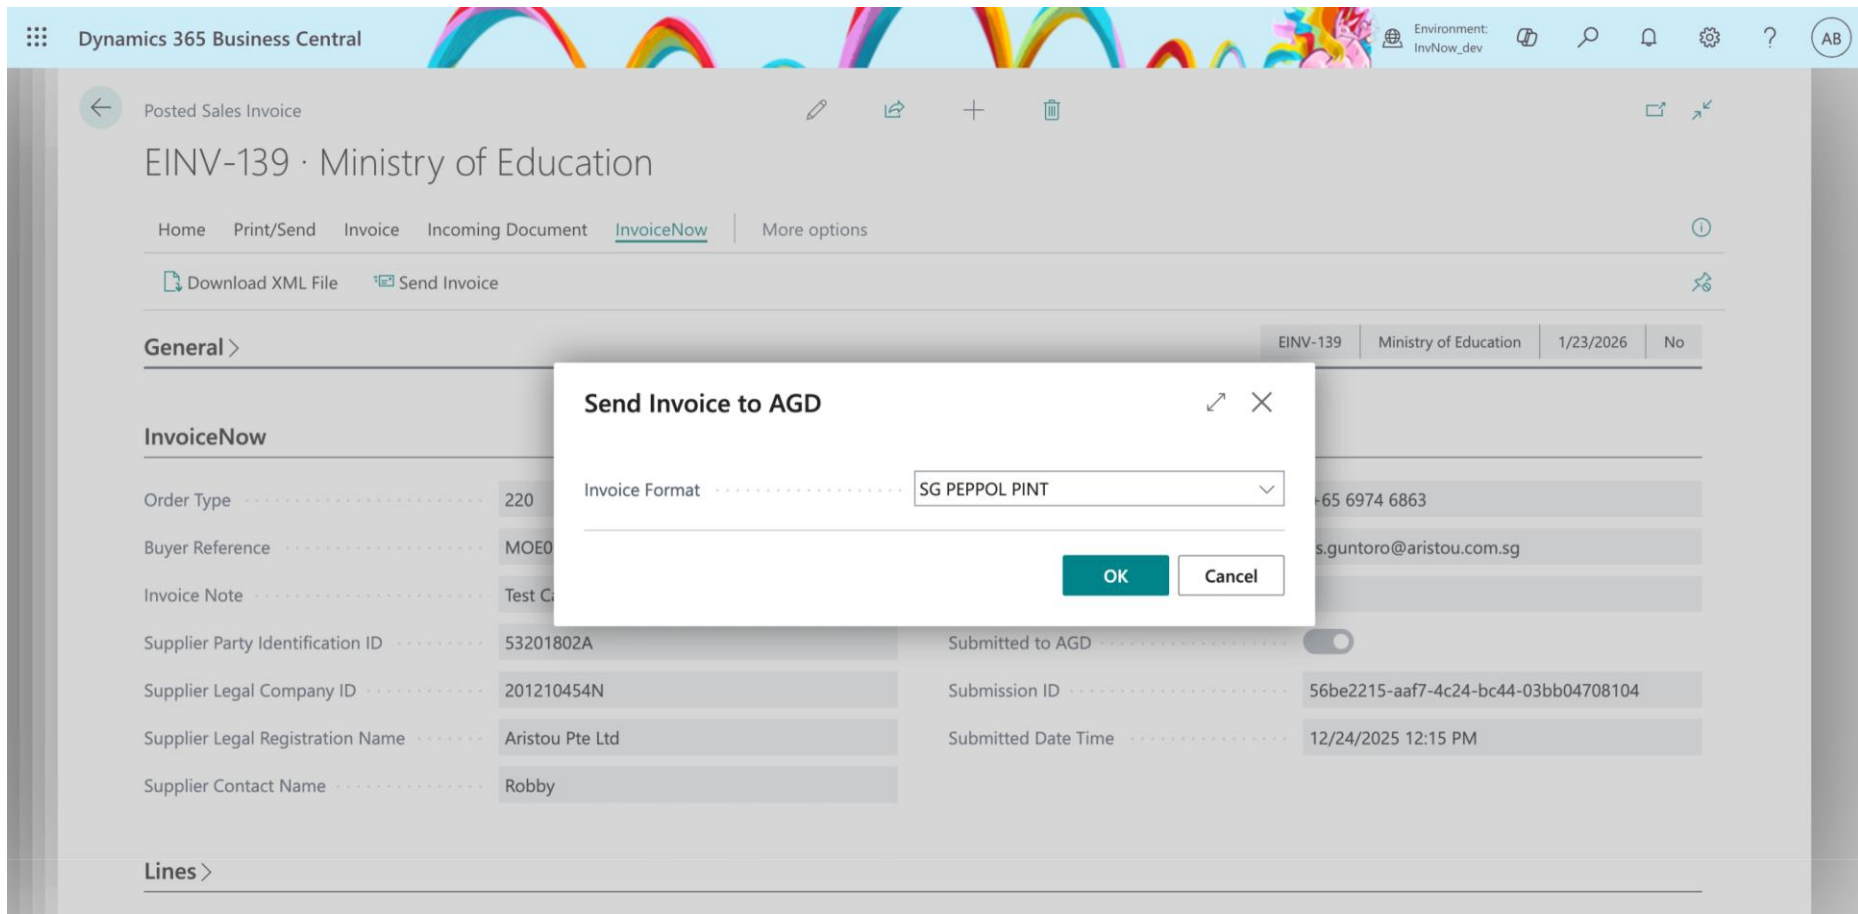 Dynamics 365 Business Central
Environment:
InvNow_dev
AB
Posted Sales Invoice
EINV-139 · Ministry of Education
Home Print/Send Invoice Incoming Document InvoiceNow More options
Download XML File Send Invoice
General
EINV-139 Ministry of Education 1/23/2026 No
Send Invoice to AGD
Invoice Format SG PEPPOL PINT
OK Cancel
InvoiceNow
Order Type 220
65 6974 6863
Buyer Reference MOE0
s.guntoro@aristou.com.sg
Invoice Note Test
Supplier Party Identification ID 53201802A
Submitted to AGD
Supplier Legal Company ID 201210454N
Submission ID 56be2215-aaf7-4c24-bc44-03bb04708104
Supplier Legal Registration Name Aristou Pte Ltd
Submitted Date Time 12/24/2025 12:15 PM
Supplier Contact Name Robby
Lines